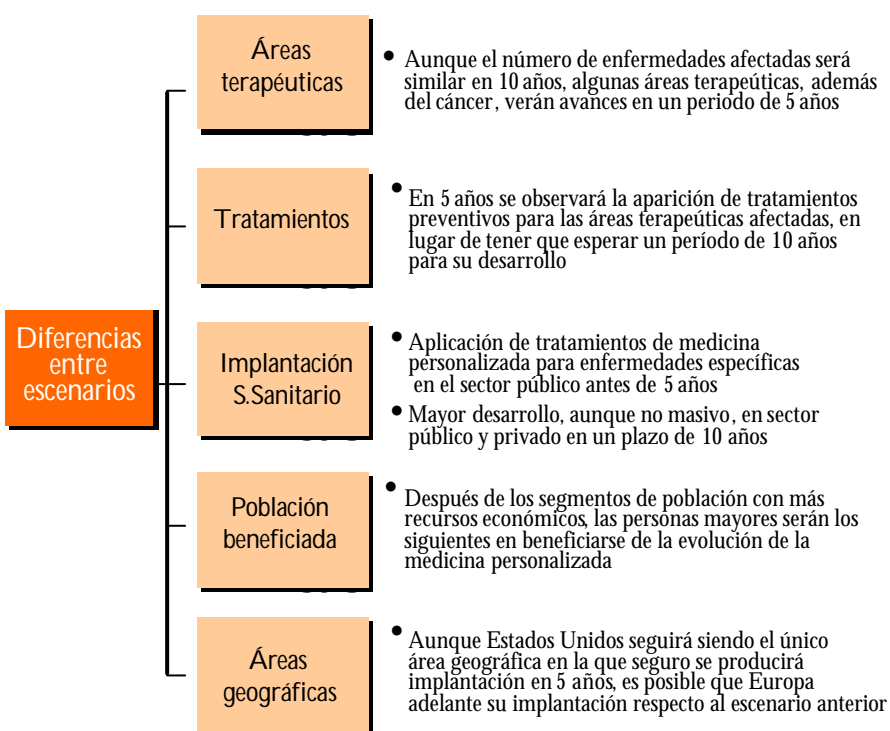 Diferencias
entre
escenarios
Áreas
terapéuticas
• Aunque el número de enfermedades afectadas será
similar en 10 años, algunas áreas terapeúticas, además
del cáncer, verán avances en un periodo de 5 años
Tratamientos
• En 5 años se observará la aparición de tratamientos
preventivos para las áreas terapeúticas afectadas, en
lugar de tener que esperar un período de 10 años
para su desarrollo
Implantación
S.Sanitario
• Aplicación de tratamientos de medicina
personalizada para enfermedades específicas
en el sector público antes de 5 años
• Mayor desarrollo, aunque no masivo, en sector
público y privado en un plazo de 10 años
Población
beneficiada
• Después de los segmentos de población con más
recursos económicos, las personas mayores serán los
siguientes en beneficiarse de la evolución de la
medicina personalizada
Áreas
geográficas
• Aunque Estados Unidos seguirá siendo el único
área geográfica en la que seguro se producirá
implantación en 5 años, es posible que Europa
adelante su implantación respecto al escenario anterior